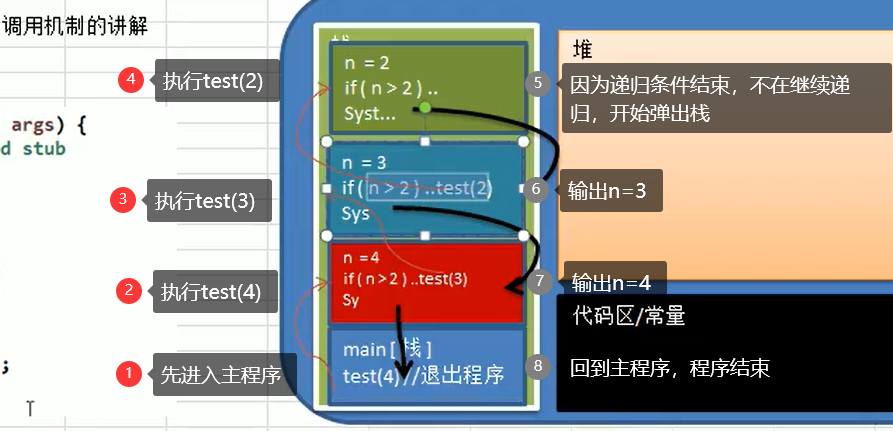 调用机制的讲解
args) {
d stub
;
4 执行test(2)
3 执行test(3)
2 执行test(4)
1 先进入主程序
n = 2
if( n > 2 ) ..
Syst...
n = 3
if( n > 2 ) ..test(2)
Sys
n = 4
if( n > 2 ) ..test(3)
Sy
main [ 栈 ]
test(4)//退出程序
堆
5 因为递归条件结束，不在继续递
归，开始弹出栈
6 输出n=3
7 输出n=4
代码区/常量
8 回到主程序，程序结束